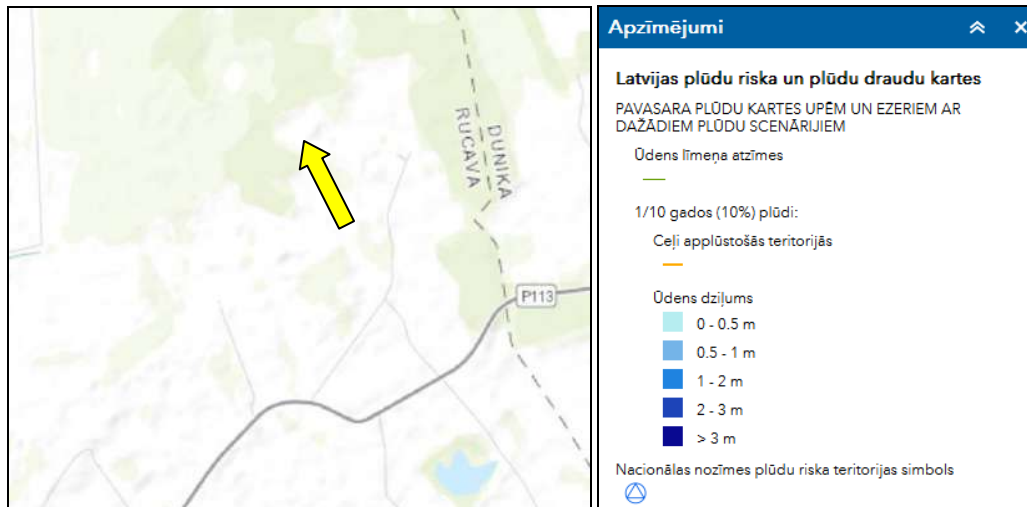 DUNIKA
RUCAVA
P113
Apzīmējumi
Latvijas plūdu riska un plūdu draudu kartes
PAVASARA PLŪDU KARTES UPĒM UN EZERIEM AR
DAŽĀDIEM PLŪDU SCENĀRIJIEM
Ūdens līmeņa atzīmes
1/10 gados (10%) plūdi:
Ceļi applūstošās teritorijās
Ūdens dziļums
0 - 0.5 m
0.5 - 1 m
1 - 2 m
2 - 3 m
> 3 m
Nacionālas nozīmes plūdu riska teritorijas simbols